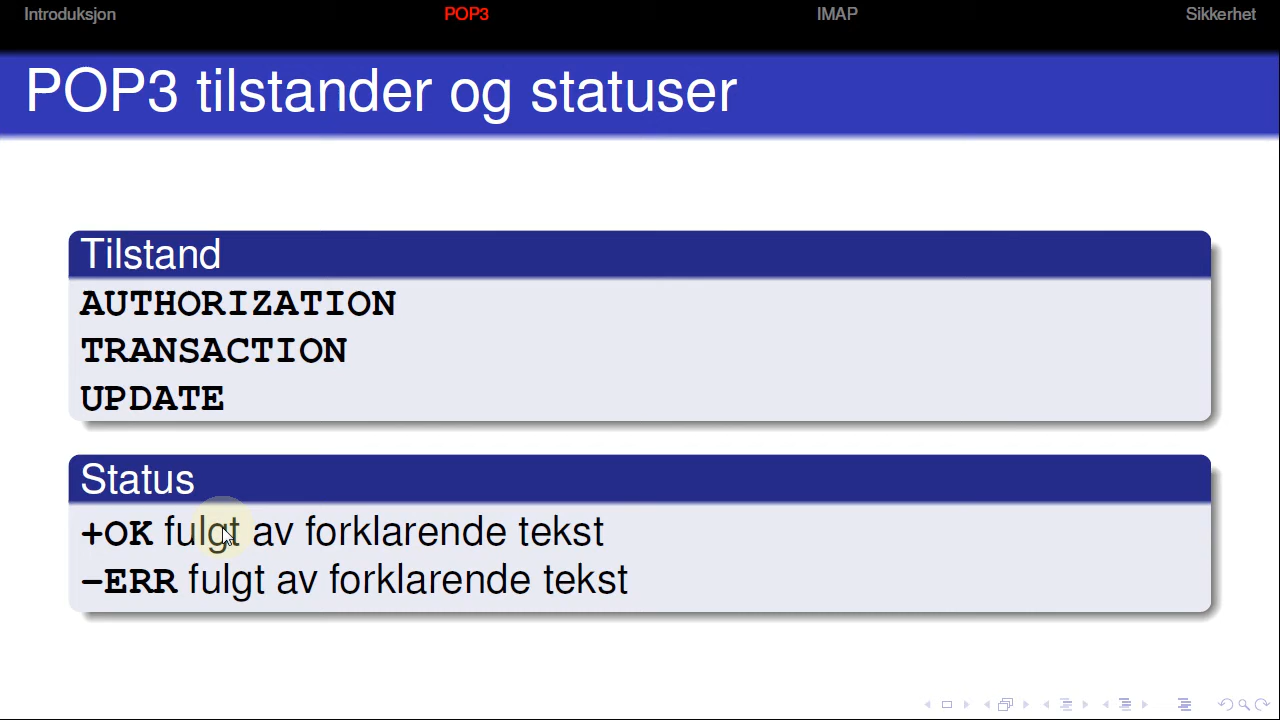 Introduksjon POP3 IMAP Sikkerhet
POP3 tilstander og statuser
Tilstand
AUTHORIZATION
TRANSACTION
UPDATE
Status
+OK fulgt av forklarende tekst
–ERR fulgt av forklarende tekst